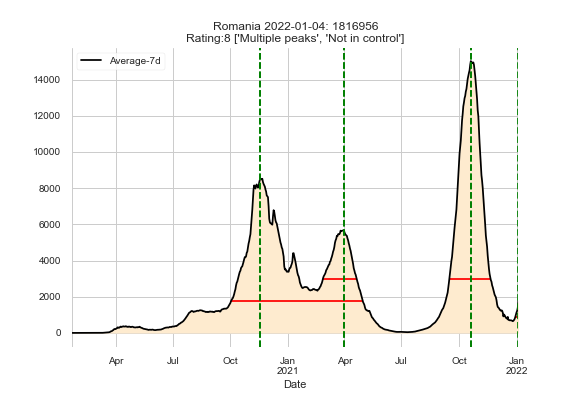 Romania 2022-01-04: 1816956
Rating:8 ['Multiple peaks', 'Not in control']
Average-7d
14000
12000
10000
8000
6000
4000
2000
0
Apr Jul Oct Jan Apr Jul Oct Jan
2021 2022
Date